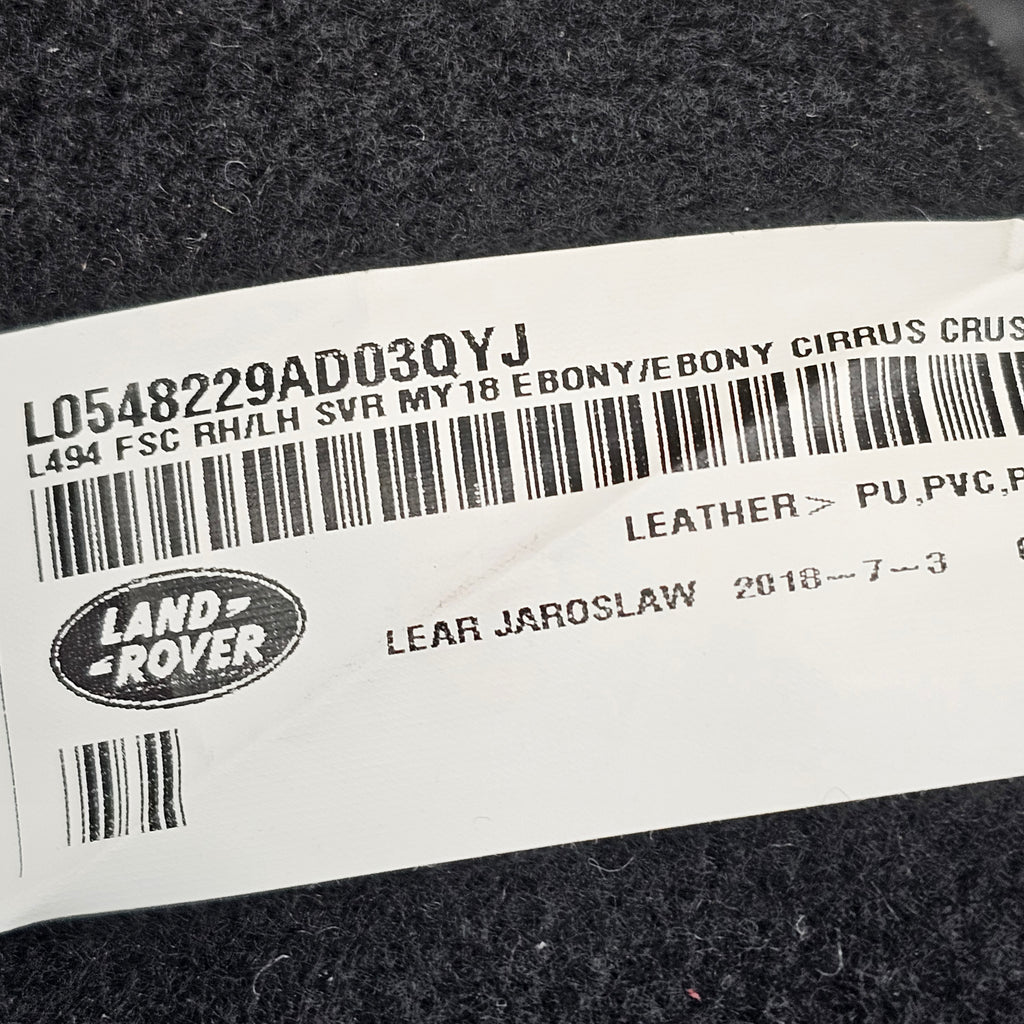 L0548229AD03QYJ
L494 FSC RH/LH SVR MY18 EBONY/EBONY CIRRUS CRUS
LEATHER> PU,PVC,P
LEAR JAROSLAW 2018-7-3
LAND-
-ROVER